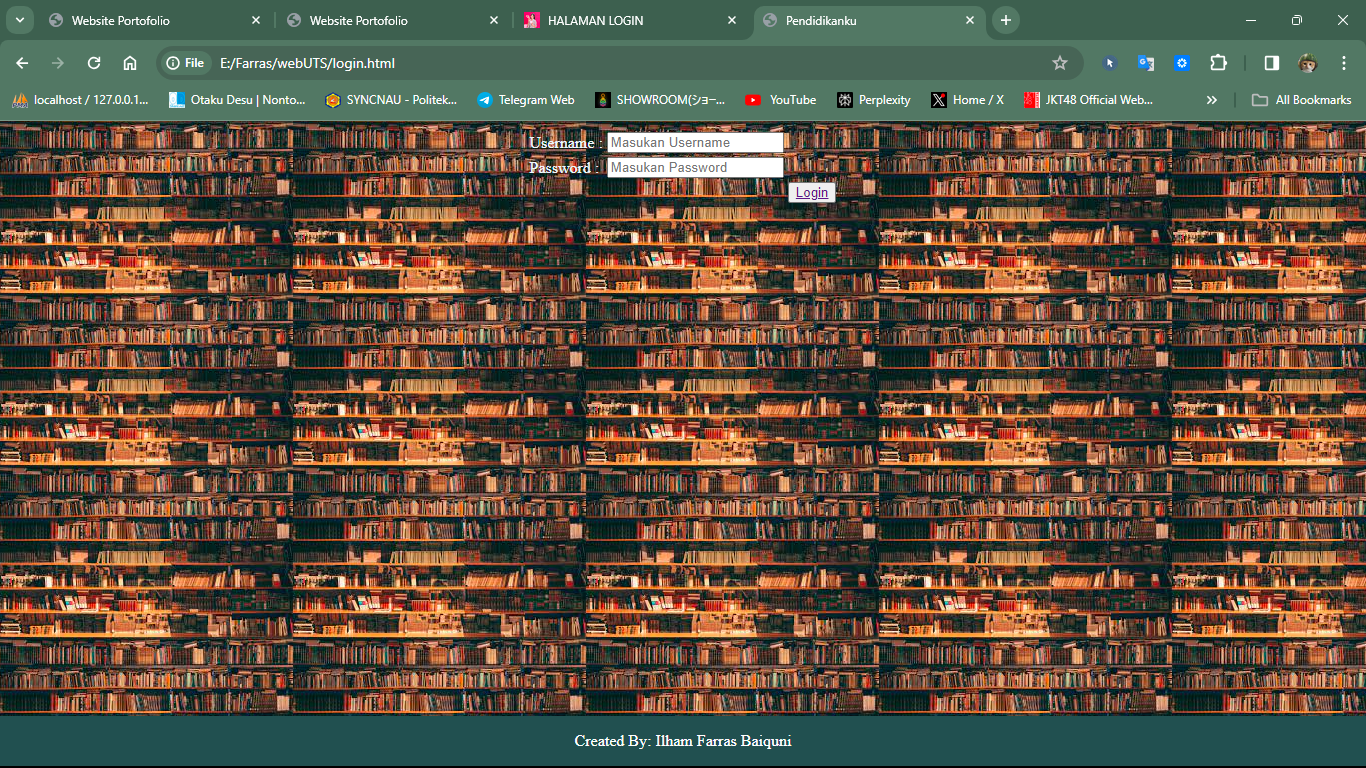 Website Portofolio
Website Portofolio
HALAMAN LOGIN
Pendidikanku
File E:/Farras/webUTS/login.html
localhost / 127.0.0.1...
Otaku Desu | Nonto...
SYNCNAU - Politek...
Telegram Web
SHOWROOM(ショー...
YouTube
Perplexity
Home / X
JKT48 Official Web...
All Bookmarks
Username : Masukan Username
Password : Masukan Password
Login
Created By: Ilham Farras Baiquni